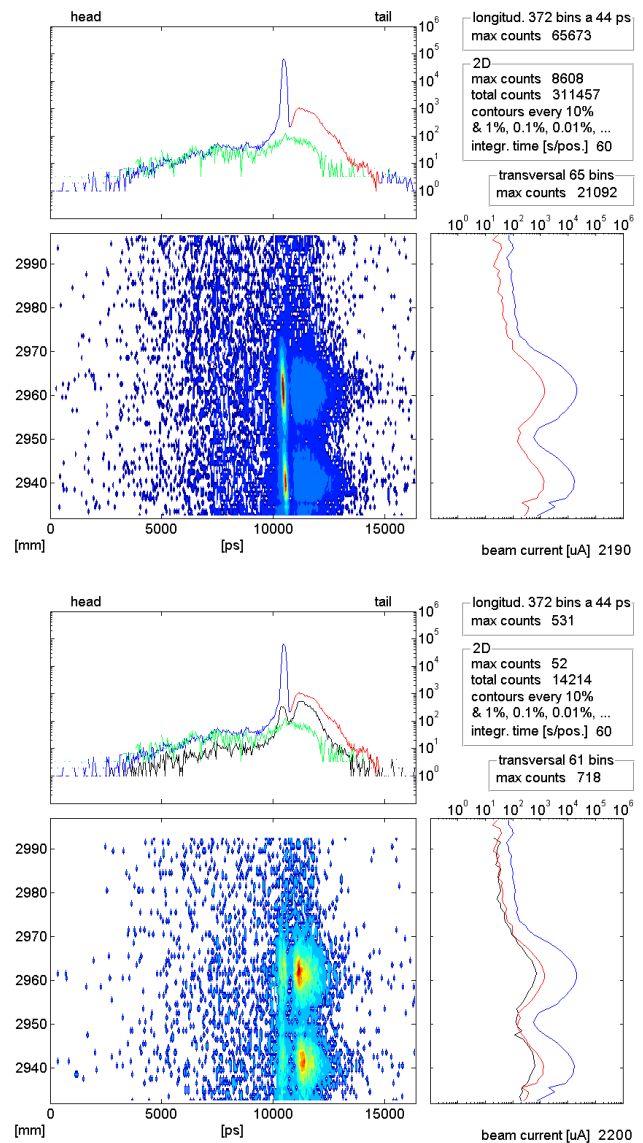 head tail
10^6
10^5
10^4
10^3
10^2
10^1
10^0
longitud. 372 bins a 44 ps
max counts 65673
2D
max counts 8608
total counts 311457
contours every 10%
& 1%, 0.1%, 0.01%, ...
integr. time [s/pos.] 60
transversal 65 bins
max counts 21092
10^0 10^1 10^2 10^3 10^4 10^5 10^6
2990
2980
2970
2960
2950
2940
0 5000 10000 15000
[mm] [ps]
beam current [uA] 2190
head tail
10^6
10^5
10^4
10^3
10^2
10^1
10^0
longitud. 372 bins a 44 ps
max counts 531
2D
max counts 52
total counts 14214
contours every 10%
& 1%, 0.1%, 0.01%, ...
integr. time [s/pos.] 60
transversal 61 bins
max counts 718
10^0 10^1 10^2 10^3 10^4 10^5 10^6
2990
2980
2970
2960
2950
2940
0 5000 10000 15000
[mm] [ps]
beam current [uA] 2200